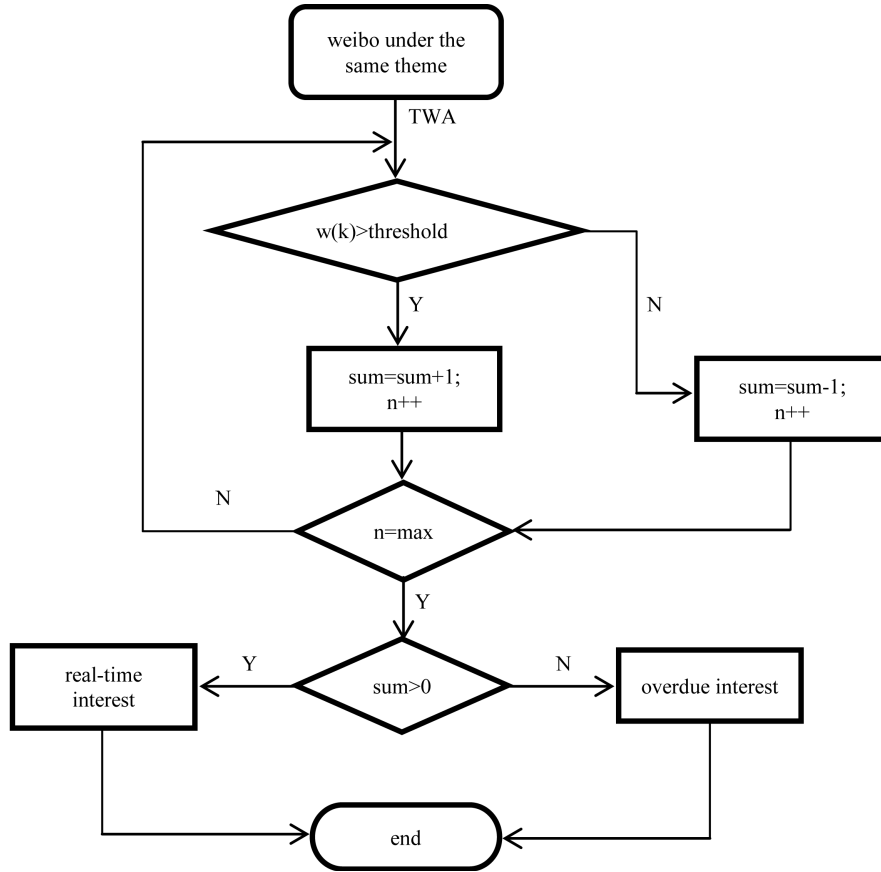 weibo under the
same theme
TWA
w(k)>threshold
Y
N
sum=sum+1;
n++
sum=sum-1;
n++
N
n=max
Y
real-time
interest
Y
sum>0
N
overdue interest
end